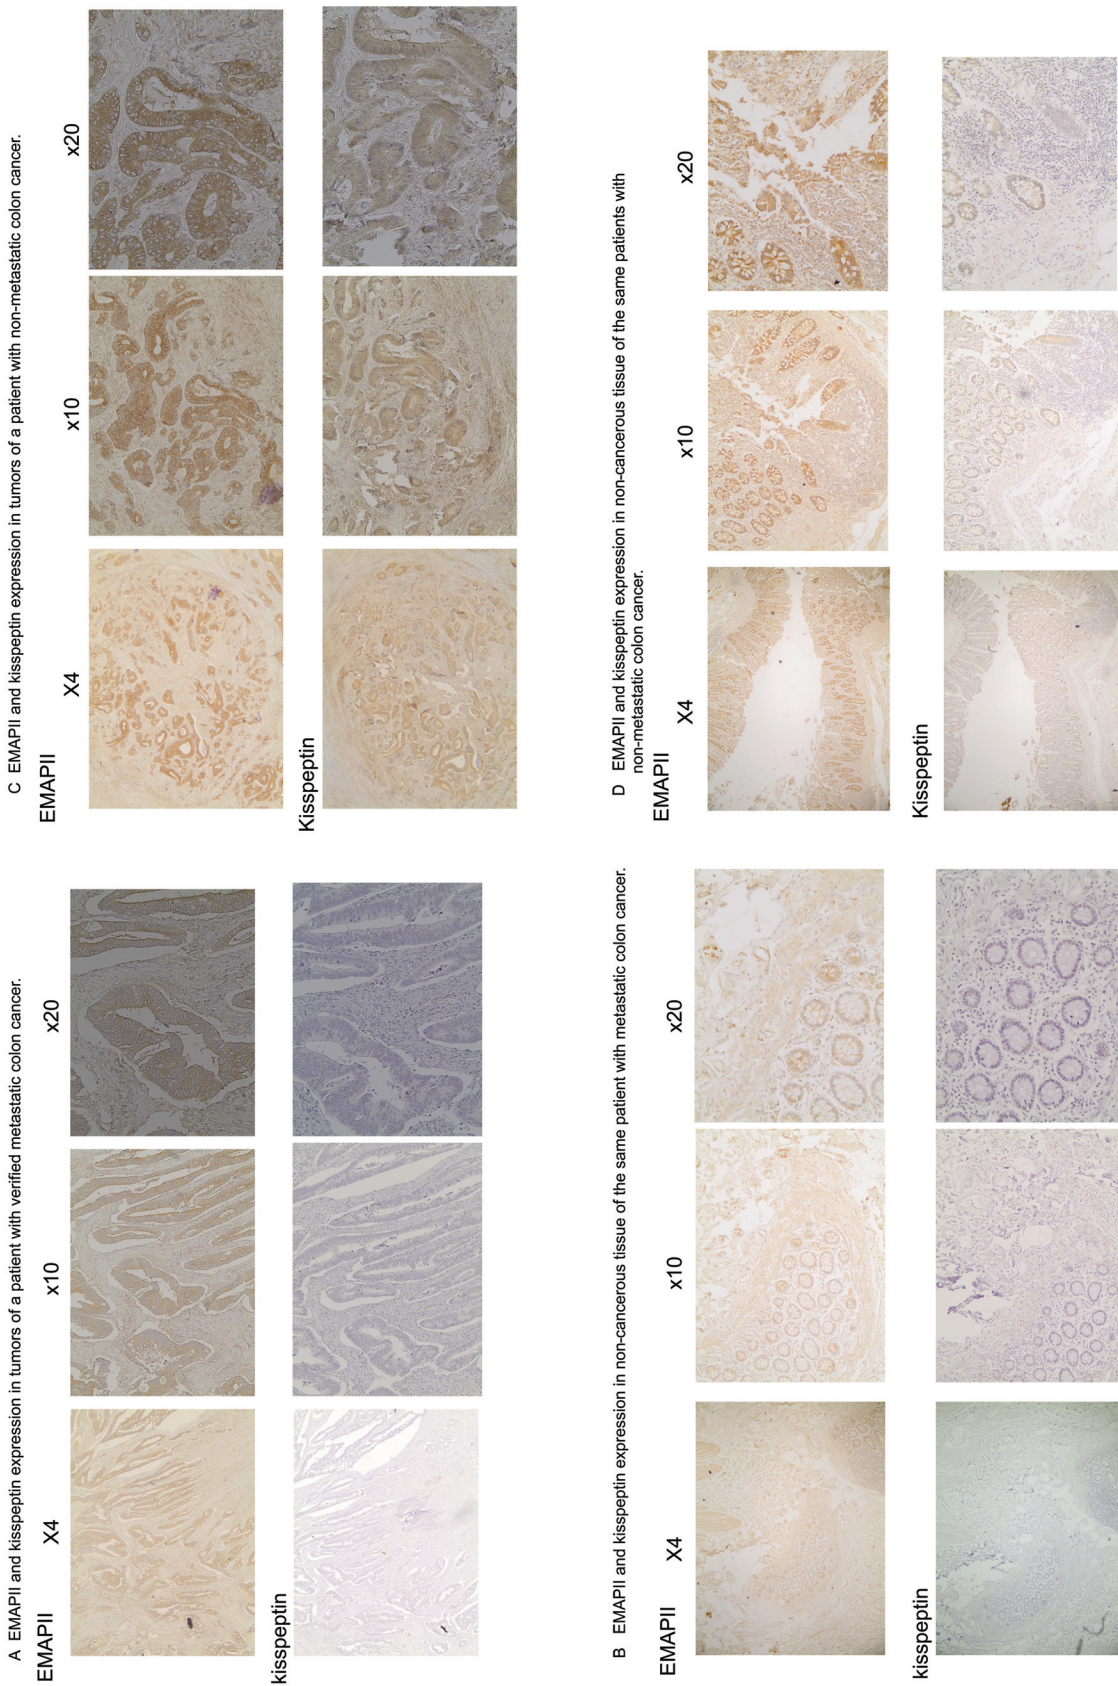 A EMAPII and kisspeptin expression in tumors of a patient with verified metastatic colon cancer.
EMAPII
X4
x10
x20
kisspeptin
B EMAPII and kisspeptin expression in non-cancerous tissue of the same patient with metastatic colon cancer.
EMAPII
X4
x10
x20
kisspeptin
C EMAPII and kisspeptin expression in tumors of a patient with non-metastatic colon cancer.
EMAPII
X4
x10
x20
Kisspeptin
D EMAPII and kisspeptin expression in non-cancerous tissue of the same patients with
non-metastatic colon cancer.
EMAPII
X4
x10
x20
Kisspeptin